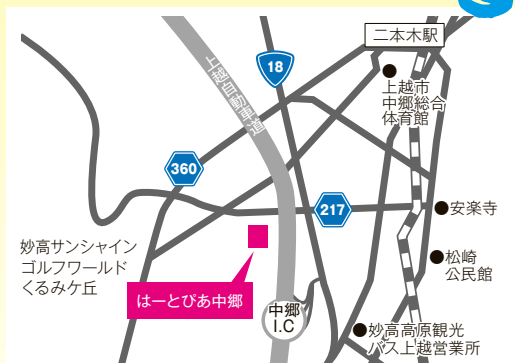 二本木駅
18
上越自動車道
上越市
中郷総合
体育館
360
217
安楽寺
妙高サンシャイン
ゴルフワールド
くるみケ丘
松崎
公民館
はーとぴあ中郷
中郷
I.C
妙高高原観光
バス上越営業所